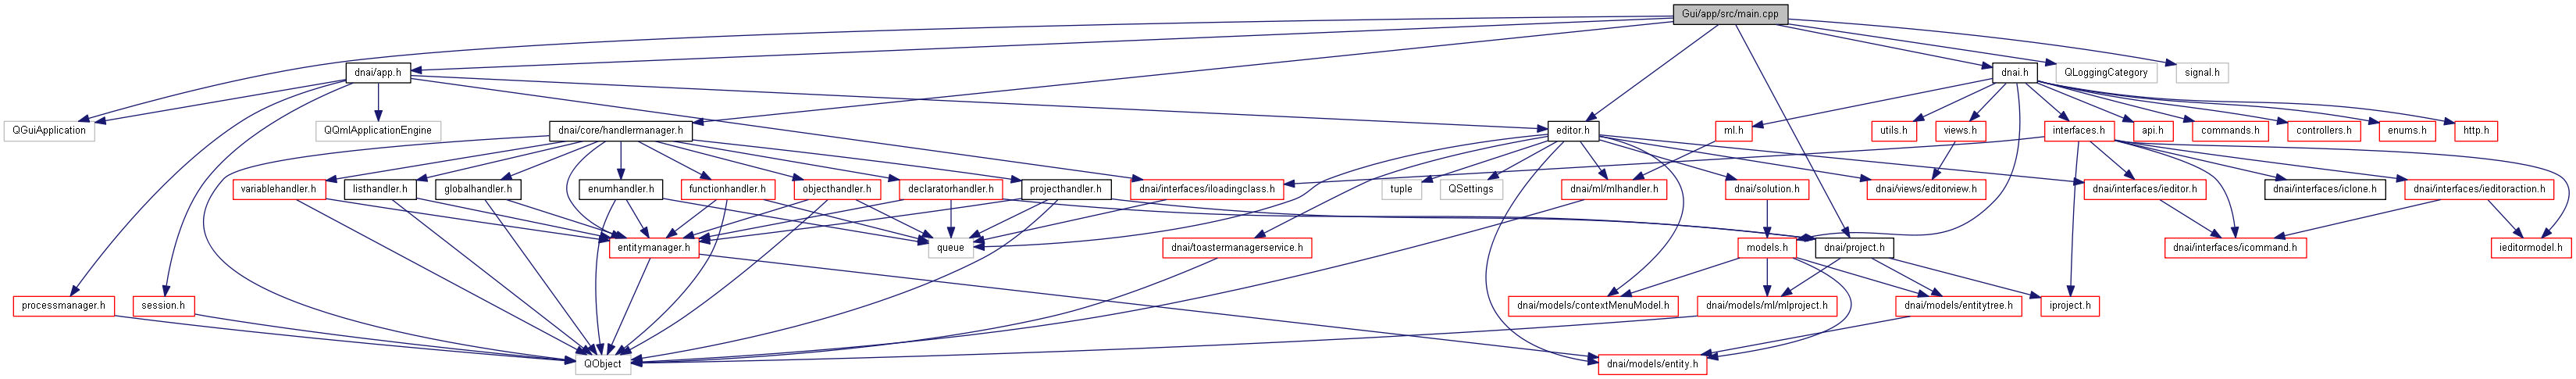 Gui/app/src/main.cpp
dnai/app.h
dnai.h
QLoggingCategory
signal.h
QGuiApplication
QQmlApplicationEngine
dnai/core/handlermanager.h
editor.h
ml.h
utils.h
views.h
interfaces.h
api.h
commands.h
controllers.h
enums.h
http.h
variablehandler.h
listhandler.h
globalhandler.h
enumhandler.h
functionhandler.h
objecthandler.h
declaratorhandler.h
projecthandler.h
dnai/interfaces/iloadingclass.h
tuple
QSettings
dnai/ml/mlhandler.h
dnai/solution.h
dnai/views/editorview.h
dnai/interfaces/ieditor.h
dnai/interfaces/iclone.h
dnai/interfaces/ieditoraction.h
entitymanager.h
queue
dnai/toastermanagerservice.h
models.h
dnai/project.h
dnai/interfaces/icommand.h
ieditormodel.h
processmanager.h
session.h
dnai/models/contextMenuModel.h
dnai/models/ml/mlproject.h
dnai/models/entitytree.h
iproject.h
QObject
dnai/models/entity.h